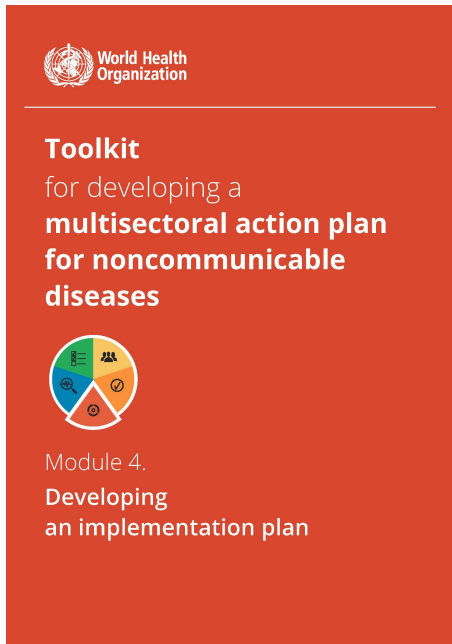 World Health
Organization
Toolkit
for developing a
multisectoral action plan
for noncommunicable
diseases
Module 4.
Developing
an implementation plan